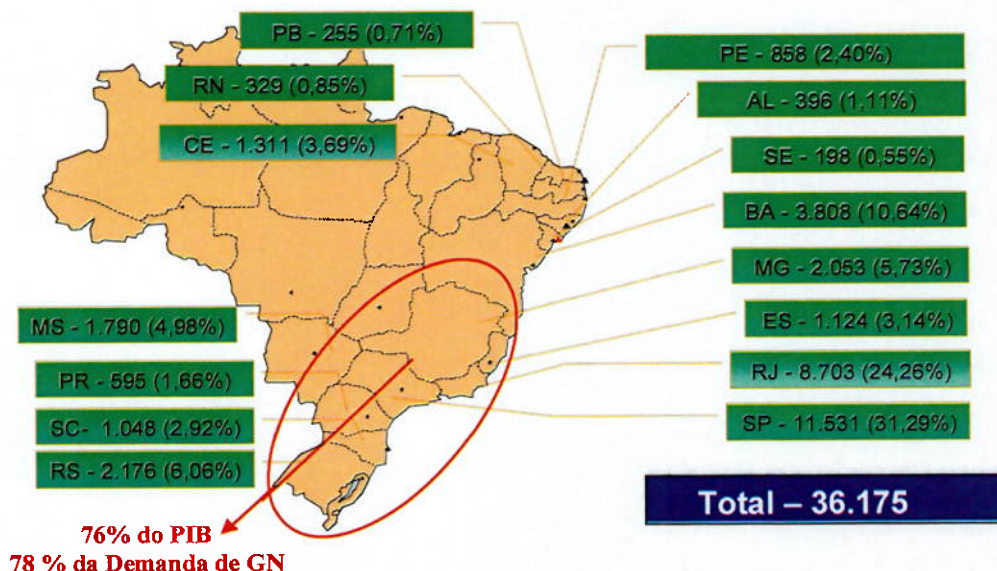 PB - 255 (0,71%)
RN - 329 (0,85%)
CE - 1.311 (3,69%)
PE - 858 (2,40%)
AL - 396 (1,11%)
SE - 198 (0,55%)
BA - 3.808 (10,64%)
MG - 2.053 (5,73%)
ES - 1.124 (3,14%)
RJ - 8.703 (24,26%)
SP - 11.531 (31,29%)
MS - 1.790 (4,98%)
PR - 595 (1,66%)
SC- 1.048 (2,92%)
RS - 2.176 (6,06%)
Total – 36.175
76% do PIB
78 % da Demanda de GN